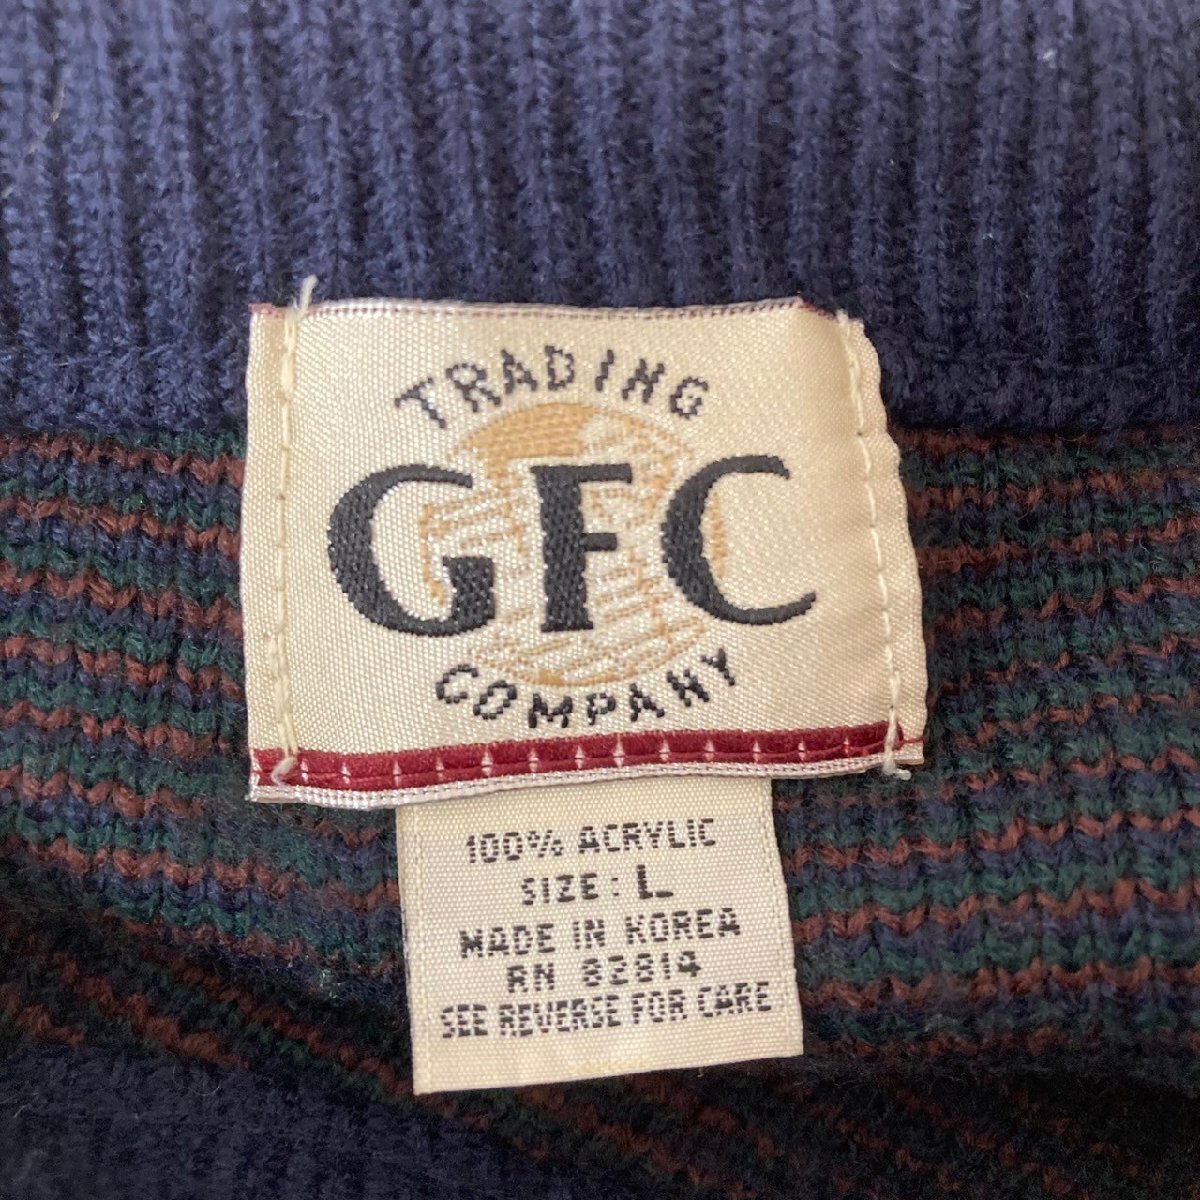 TRADING
GFC
COMPANY
100% ACRYLIC
SIZE: L
MADE IN KOREA
RN 82814
SEE REVERSE FOR CARE